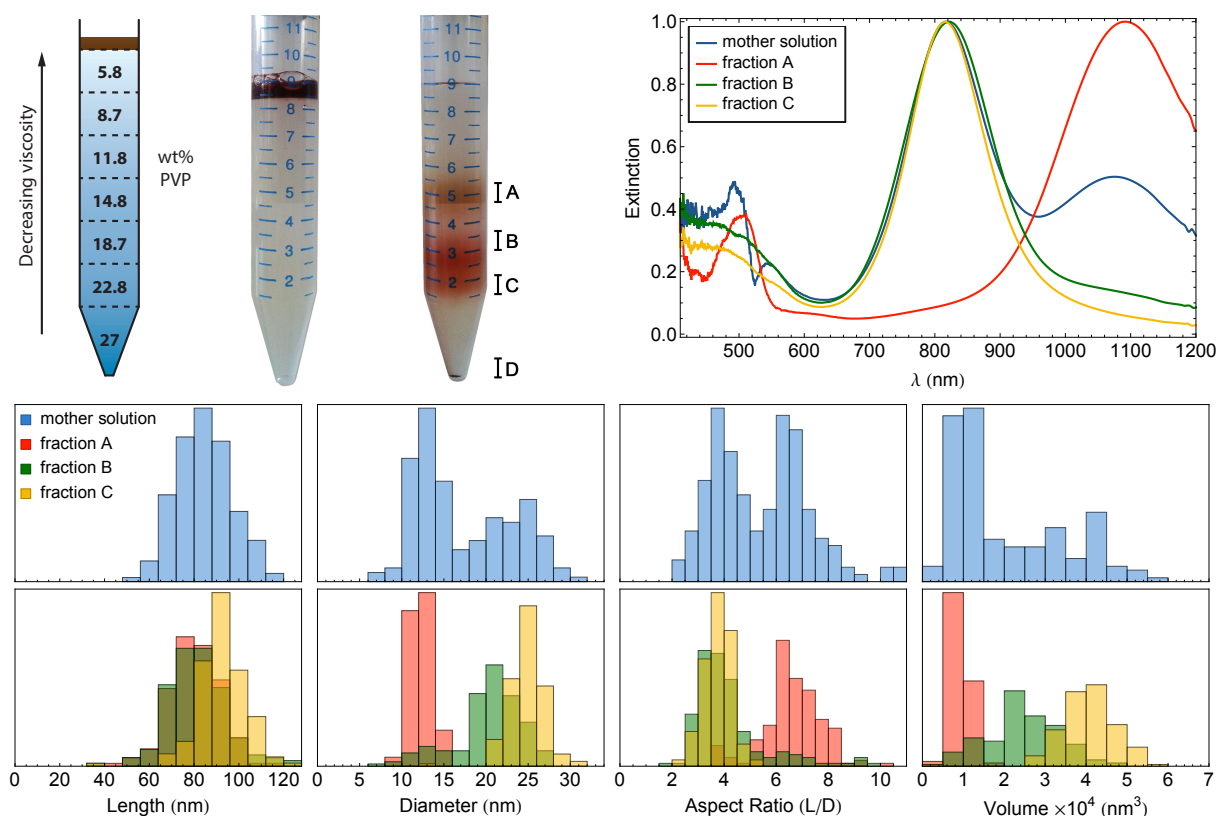 Decreasing viscosity
5.8
8.7
11.8
14.8
18.7
22.8
27
wt%
PVP
11
10
9
8
7
6
5
4
3
2
11
10
9
8
7
6
5
4
3
2
A
B
C
D
Extinction
1.0
0.8
0.6
0.4
0.2
0.0
mother solution
fraction A
fraction B
fraction C
500 600 700 800 900 1000 1100 1200
λ (nm)
mother solution
fraction A
fraction B
fraction C
0 20 40 60 80 100 120
Length (nm)
0 5 10 15 20 25 30
Diameter (nm)
0 2 4 6 8 10
Aspect Ratio (L/D)
0 1 2 3 4 5 6 7
Volume ×10⁴ (nm³)